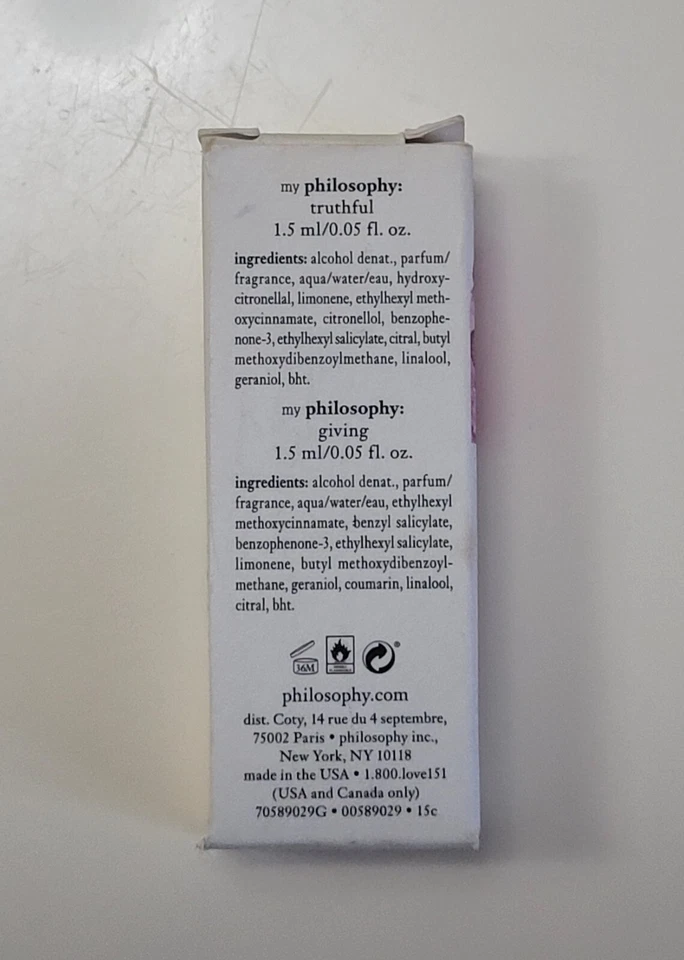 my philosophy:
truthful
1.5 ml/0.05 fl. oz.
ingredients: alcohol denat., parfum/
fragrance, aqua/water/eau, hydroxy-
citronellal, limonene, ethylhexyl meth-
oxycinnamate, citronellol, benzophe-
none-3, ethylhexyl salicylate, citral, butyl
methoxydibenzoylmethane, linalool,
geraniol, bht.
my philosophy:
giving
1.5 ml/0.05 fl. oz.
ingredients: alcohol denat., parfum/
fragrance, aqua/water/eau, ethylhexyl
methoxycinnamate, benzyl salicylate,
benzophenone-3, ethylhexyl salicylate,
limonene, butyl methoxydibenzoyl-
methane, geraniol, coumarin, linalool,
citral, bht.
36M
philosophy.com
dist. Coty, 14 rue du 4 septembre,
75002 Paris • philosophy inc.,
New York, NY 10118
made in the USA • 1.800.love151
(USA and Canada only)
70589029G • 00589029 • 15c